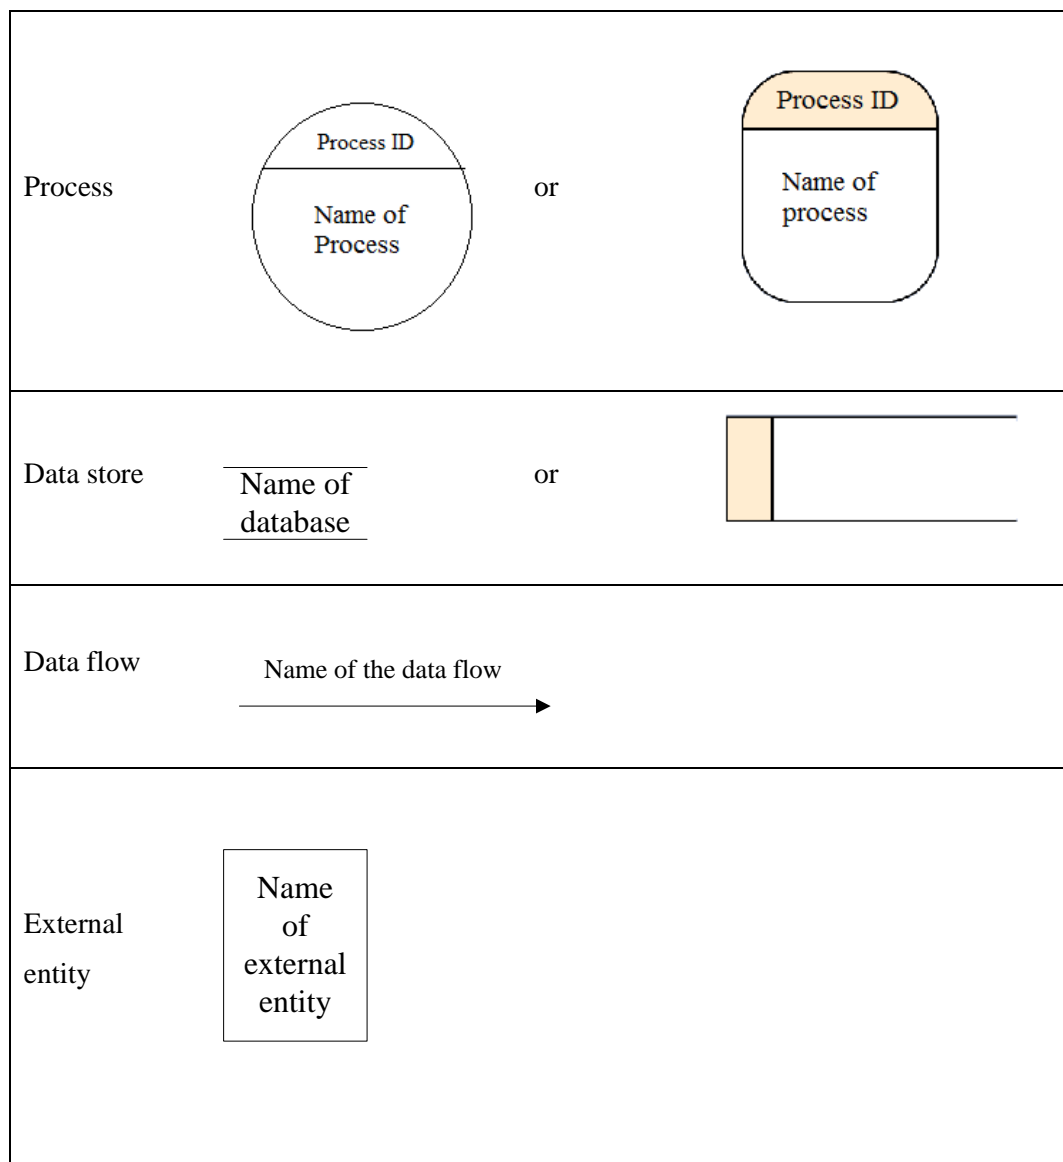 Process
Process ID
Name of
Process
or
Process ID
Name of
process
Data store
Name of
database
or
Data flow
Name of the data flow
External
entity
Name
of
external
entity